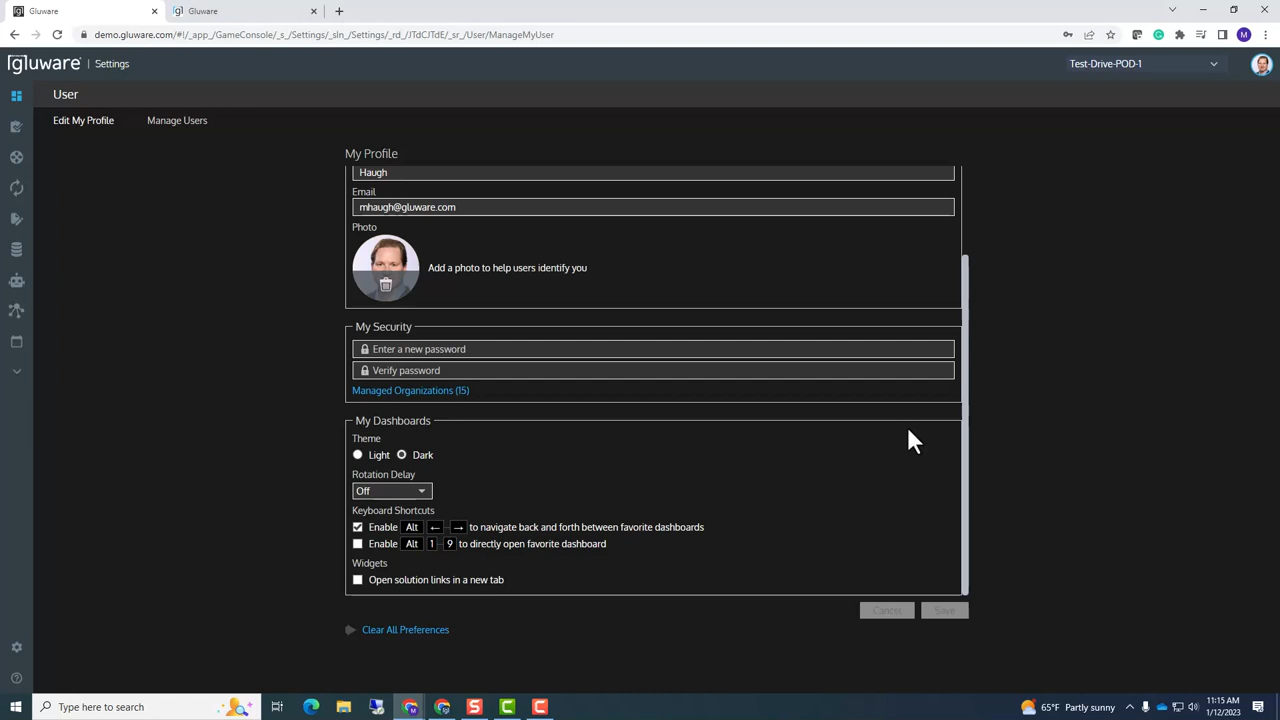 Gluware
Gluware
demo.gluware.com/#!/_app_/GameConsole/_s_/Settings/_sln_/Settings/_rd_/JTdCJTdE/_sr_/User/ManageMyUser
M
[gluware] Settings
Test-Drive-POD-1
User
Edit My Profile
Manage Users
My Profile
Haugh
Email
mhaugh@gluware.com
Photo
Add a photo to help users identify you
My Security
Enter a new password
Verify password
Managed Organizations (15)
My Dashboards
Theme
Light
Dark
Rotation Delay
Off
Keyboard Shortcuts
Enable Alt ← → to navigate back and forth between favorite dashboards
Enable Alt 1 9 to directly open favorite dashboard
Widgets
Open solution links in a new tab
Cancel
Save
Clear All Preferences
Type here to search
65°F Partly sunny
11:15 AM
1/12/2023